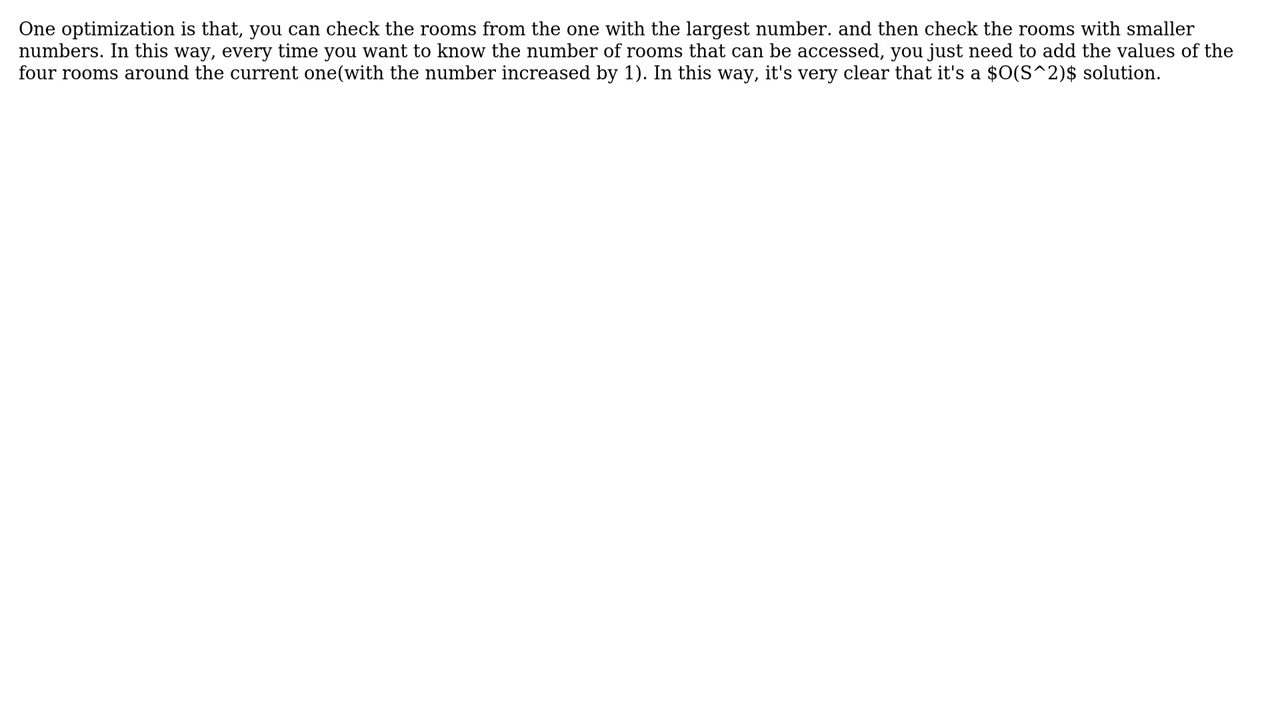 One optimization is that, you can check the rooms from the one with the largest number. and then check the rooms with smaller
numbers. In this way, every time you want to know the number of rooms that can be accessed, you just need to add the values of the
four rooms around the current one(with the number increased by 1). In this way, it's very clear that it's a $O(S^2)$ solution.